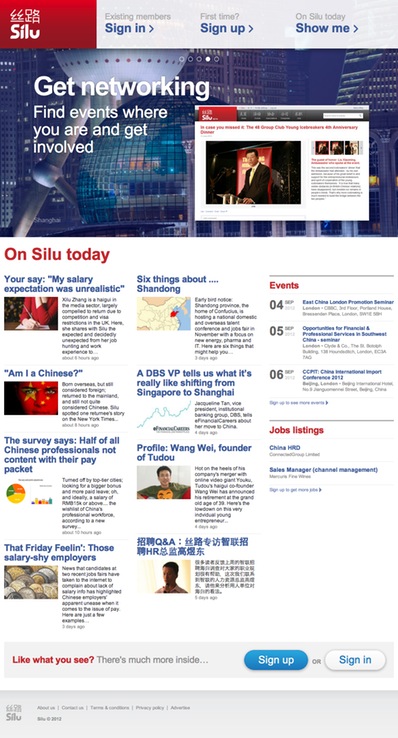 丝路
Silu
Existing members
Sign in >
First time?
Sign up >
On Silu today
Show me >
Get networking
Find events where
you are and get
involved
In case you missed it: The 48 Group Club Young Icebreakers 4th Anniversary
Dinner
Shanghai
On Silu today
Your say: "My salary
expectation was unrealistic"
Xilu Zhang is a haigui in
the media sector, largely
compelled to return due to
competition and visa
restrictions in the UK. Here,
she shares with Silu the
expected and decidedly
unexpected from her job
hunting and work
experience to...
about 5 hours ago
"Am I a Chinese?"
Born overseas, but still
considered foreign;
returned to the mainland,
and still not quite
considered Chinese. Silu
spotted one returnee's story
on the New York Times...
about 8 hours ago
The survey says: Half of all
Chinese professionals not
content with their pay
packet
Turned off by top-tier cities;
looking for a bigger bonus
and more paid leave; oh,
and ideally, a salary of
RMB15k or above.... the
wishlist of China's
professional workforce,
according to a new
survey...
about 10 hours ago
That Friday Feelin': Those
salary-shy employers
News that candidates at
two recent jobs fairs have
taken to the internet to
complain about lack of
salary info has highlighted
Chinese employers'
apparent unease when it
comes to the issue of pay.
Here are just a few
examples ...
3 days ago
Six things about ....
Shandong
Early bird notice:
Shandong province, the
home of Confucius, is
hosting a national domestic
and overseas talent
conference and jobs fair in
November with a focus on
new energy, pharma and
IT. Here are six things that
might help you ...
3 days ago
A DBS VP tells us what it's
really like shifting from
Singapore to Shanghai
eFINANCIALCAREERS
Jacqueline Tan, vice
president, institutional
banking group, DBS, tells
eFinancialCareers about
her move to China.
4 days ago
Profile: Wang Wei, founder
of Tudou
Hot on the heels of his
company's merger with
online video giant Youku,
Tudou's haigui co-founder
Wang Wei has announced
his retirement at the grand
old age of 39. Here's the
lowdown on this very
individual young
entrepreneur...
4 days ago
招聘Q&A：丝路专访智联招
聘HR总监高煜东
5 days ago
Events
04 SEP 2012
East China London Promotion Seminar
London • CBBC, 3rd Floor, Portland House,
Bressenden Place, London, SW1E 5BH
05 SEP 2012
Opportunities for Financial &
Professional Services in Southwest
China - seminar
London • Clyde & Co., The St. Botolph
Building, 138 Houndsditch, London, EC3A
7AQ
06 SEP 2012
CCPIT: China International Import
Conference 2012
Beijing, London • Beijing International Hotel,
No.9 Jianguomennei Street, Beijing, China
Sign up to see more events >
Jobs listings
China HRD
ConnectedGroup Limited
Sales Manager (channel management)
Mercurie Fine Wines
Sign up to get more jobs >
Like what you see? There's much more inside…
Sign up >
OR
Sign in >
丝路
Silu
About us | Contact us | Terms & conditions | Privacy policy | Advertise
Silu © 2012